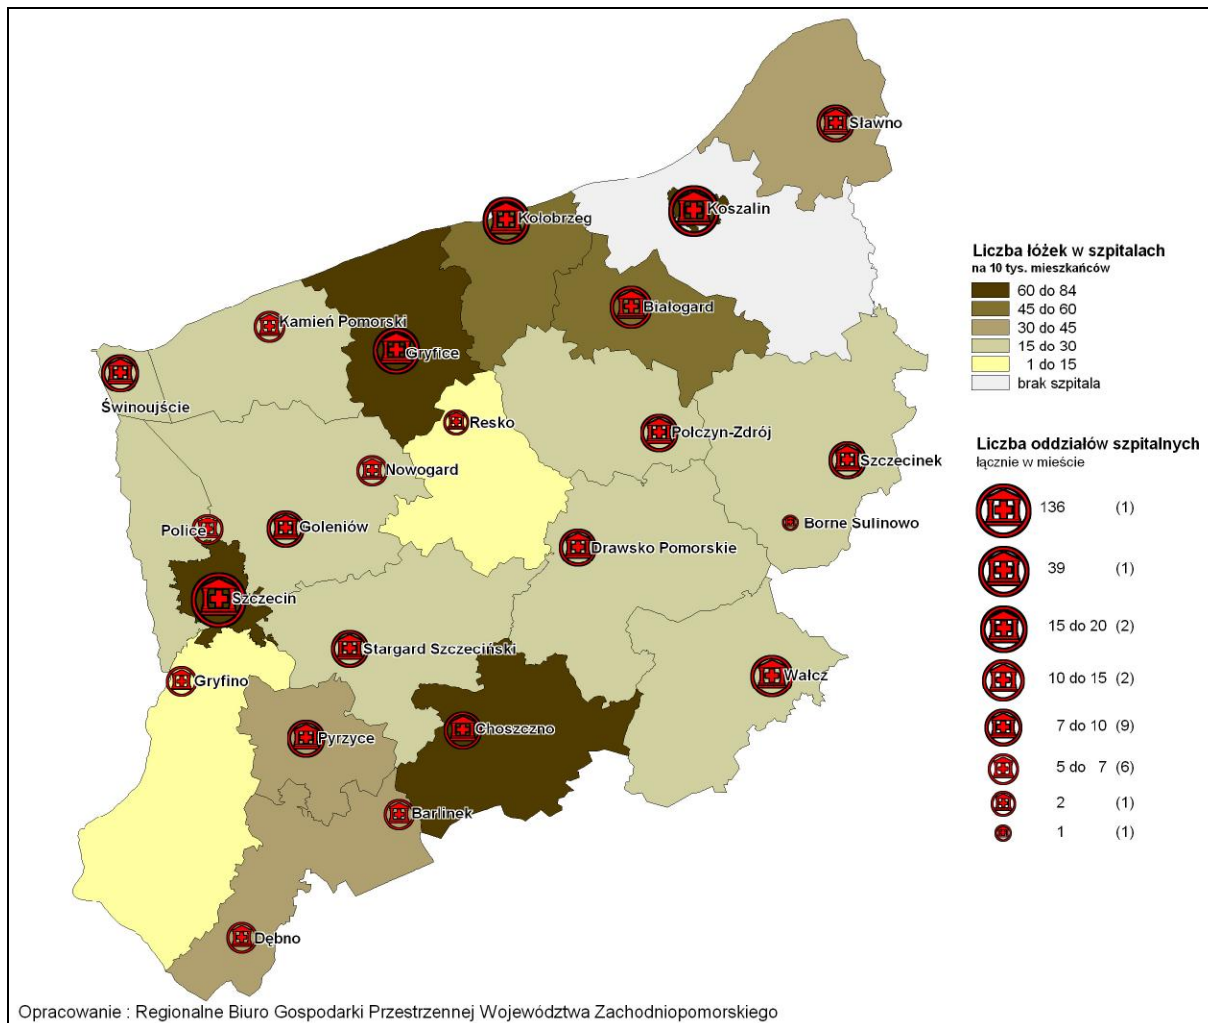 Sławno
Koszalin
Kołobrzeg
Białogard
Kamień Pomorski
Gryfice
Świnoujście
Resko
Połczyn-Zdrój
Szczecinek
Nowogard
Police
Goleniów
Borne Sulinowo
Drawsko Pomorskie
Szczecin
Stargard Szczeciński
Wałcz
Gryfino
Choszczno
Pyrzyce
Barlinek
Dębno
Liczba łóżek w szpitalach
na 10 tys. mieszkańców
60 do 84
45 do 60
30 do 45
15 do 30
1 do 15
brak szpitala
Liczba oddziałów szpitalnych
łącznie w mieście
136 (1)
39 (1)
15 do 20 (2)
10 do 15 (2)
7 do 10 (9)
5 do 7 (6)
2 (1)
1 (1)
Opracowanie : Regionalne Biuro Gospodarki Przestrzennej Województwa Zachodniopomorskiego